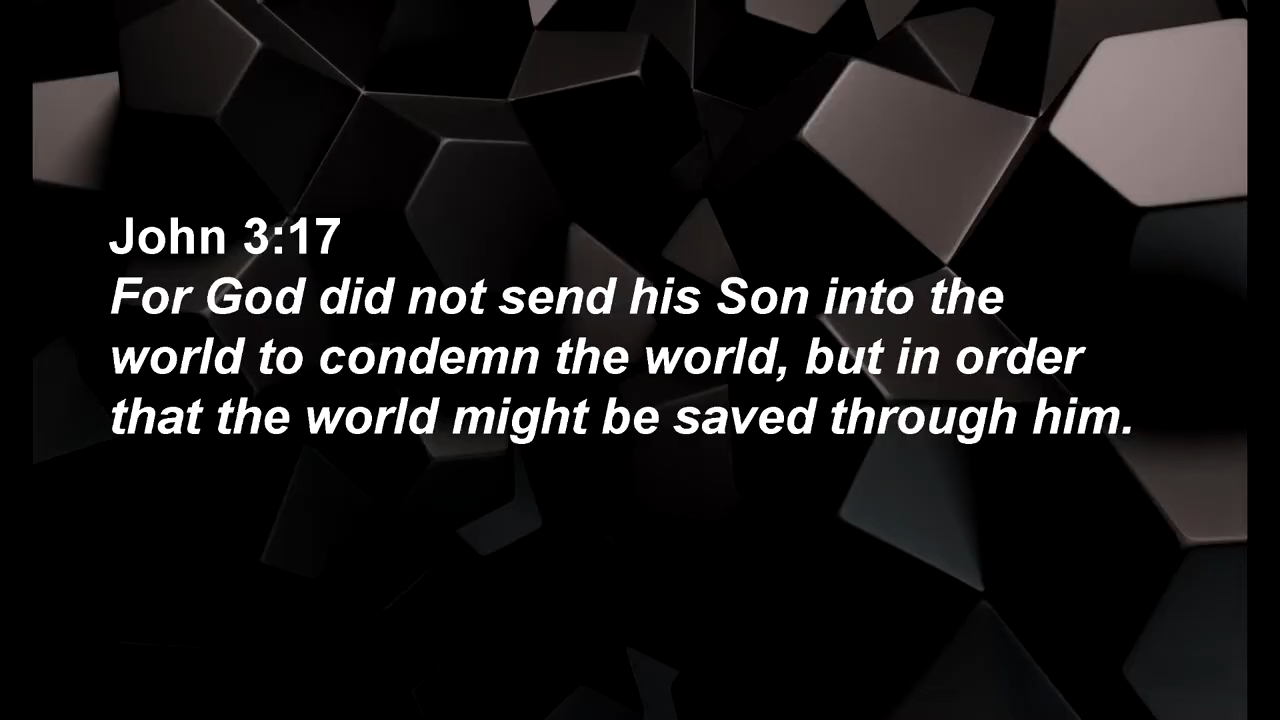 John 3:17
For God did not send his Son into the
world to condemn the world, but in order
that the world might be saved through him.